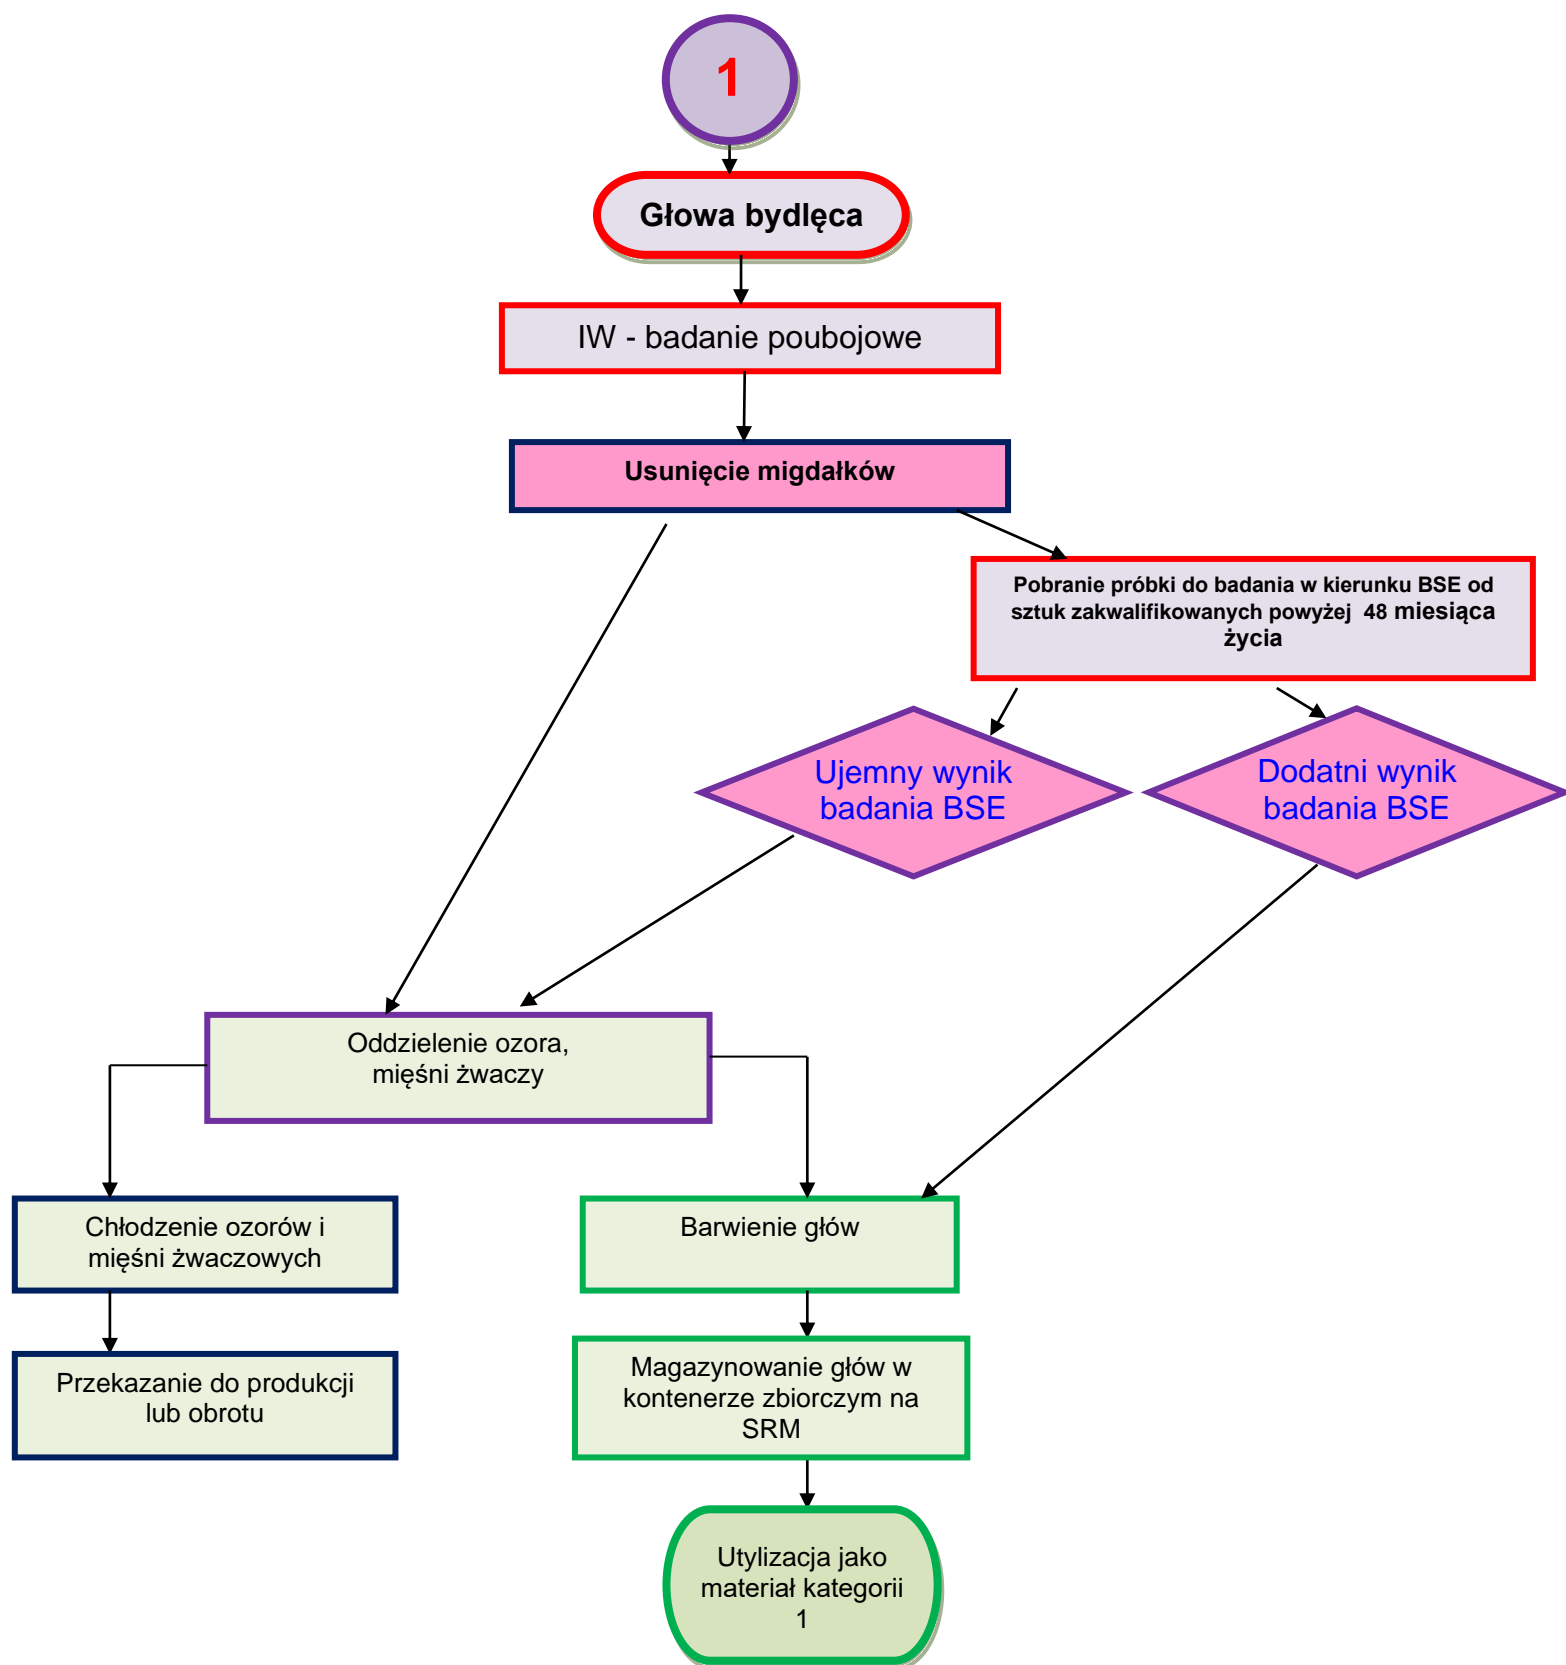 1
Głowa bydlęca
IW - badanie poubojowe
Usunięcie migdałków
Pobranie próbki do badania w kierunku BSE od
sztuk zakwalifikowanych powyżej 48 miesiąca
życia
Ujemny wynik
badania BSE
Dodatni wynik
badania BSE
Oddzielenie ozora,
mięśni żwaczy
Chłodzenie ozorów i
mięśni żwaczowych
Barwienie głów
Przekazanie do produkcji
lub obrotu
Magazynowanie głów w
kontenerze zbiorczym na
SRM
Utylizacja jako
materiał kategorii
1